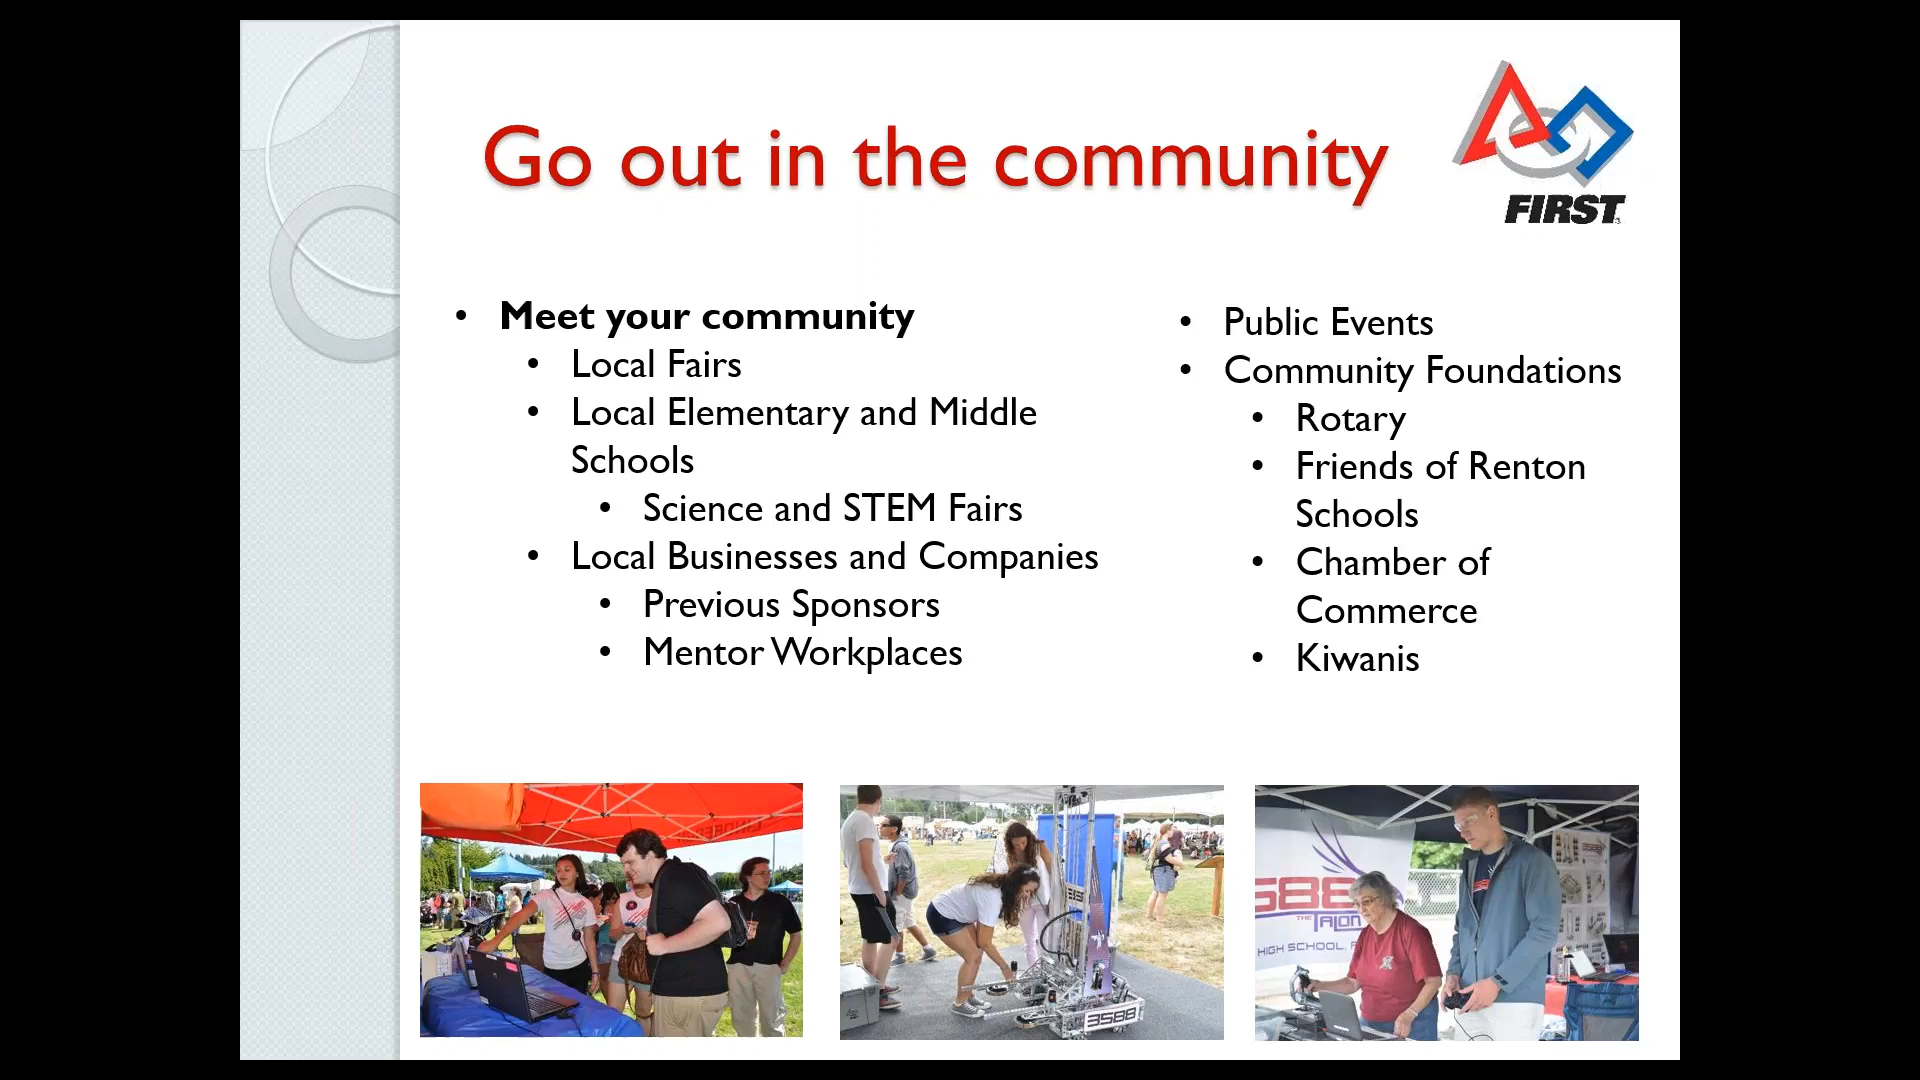 Go out in the community
FIRST
• Meet your community
• Local Fairs
• Local Elementary and Middle
Schools
• Science and STEM Fairs
• Local Businesses and Companies
• Previous Sponsors
• Mentor Workplaces
• Public Events
• Community Foundations
• Rotary
• Friends of Renton
Schools
• Chamber of
Commerce
• Kiwanis
3588
588
THE TALON
HIGH SCHOOL,